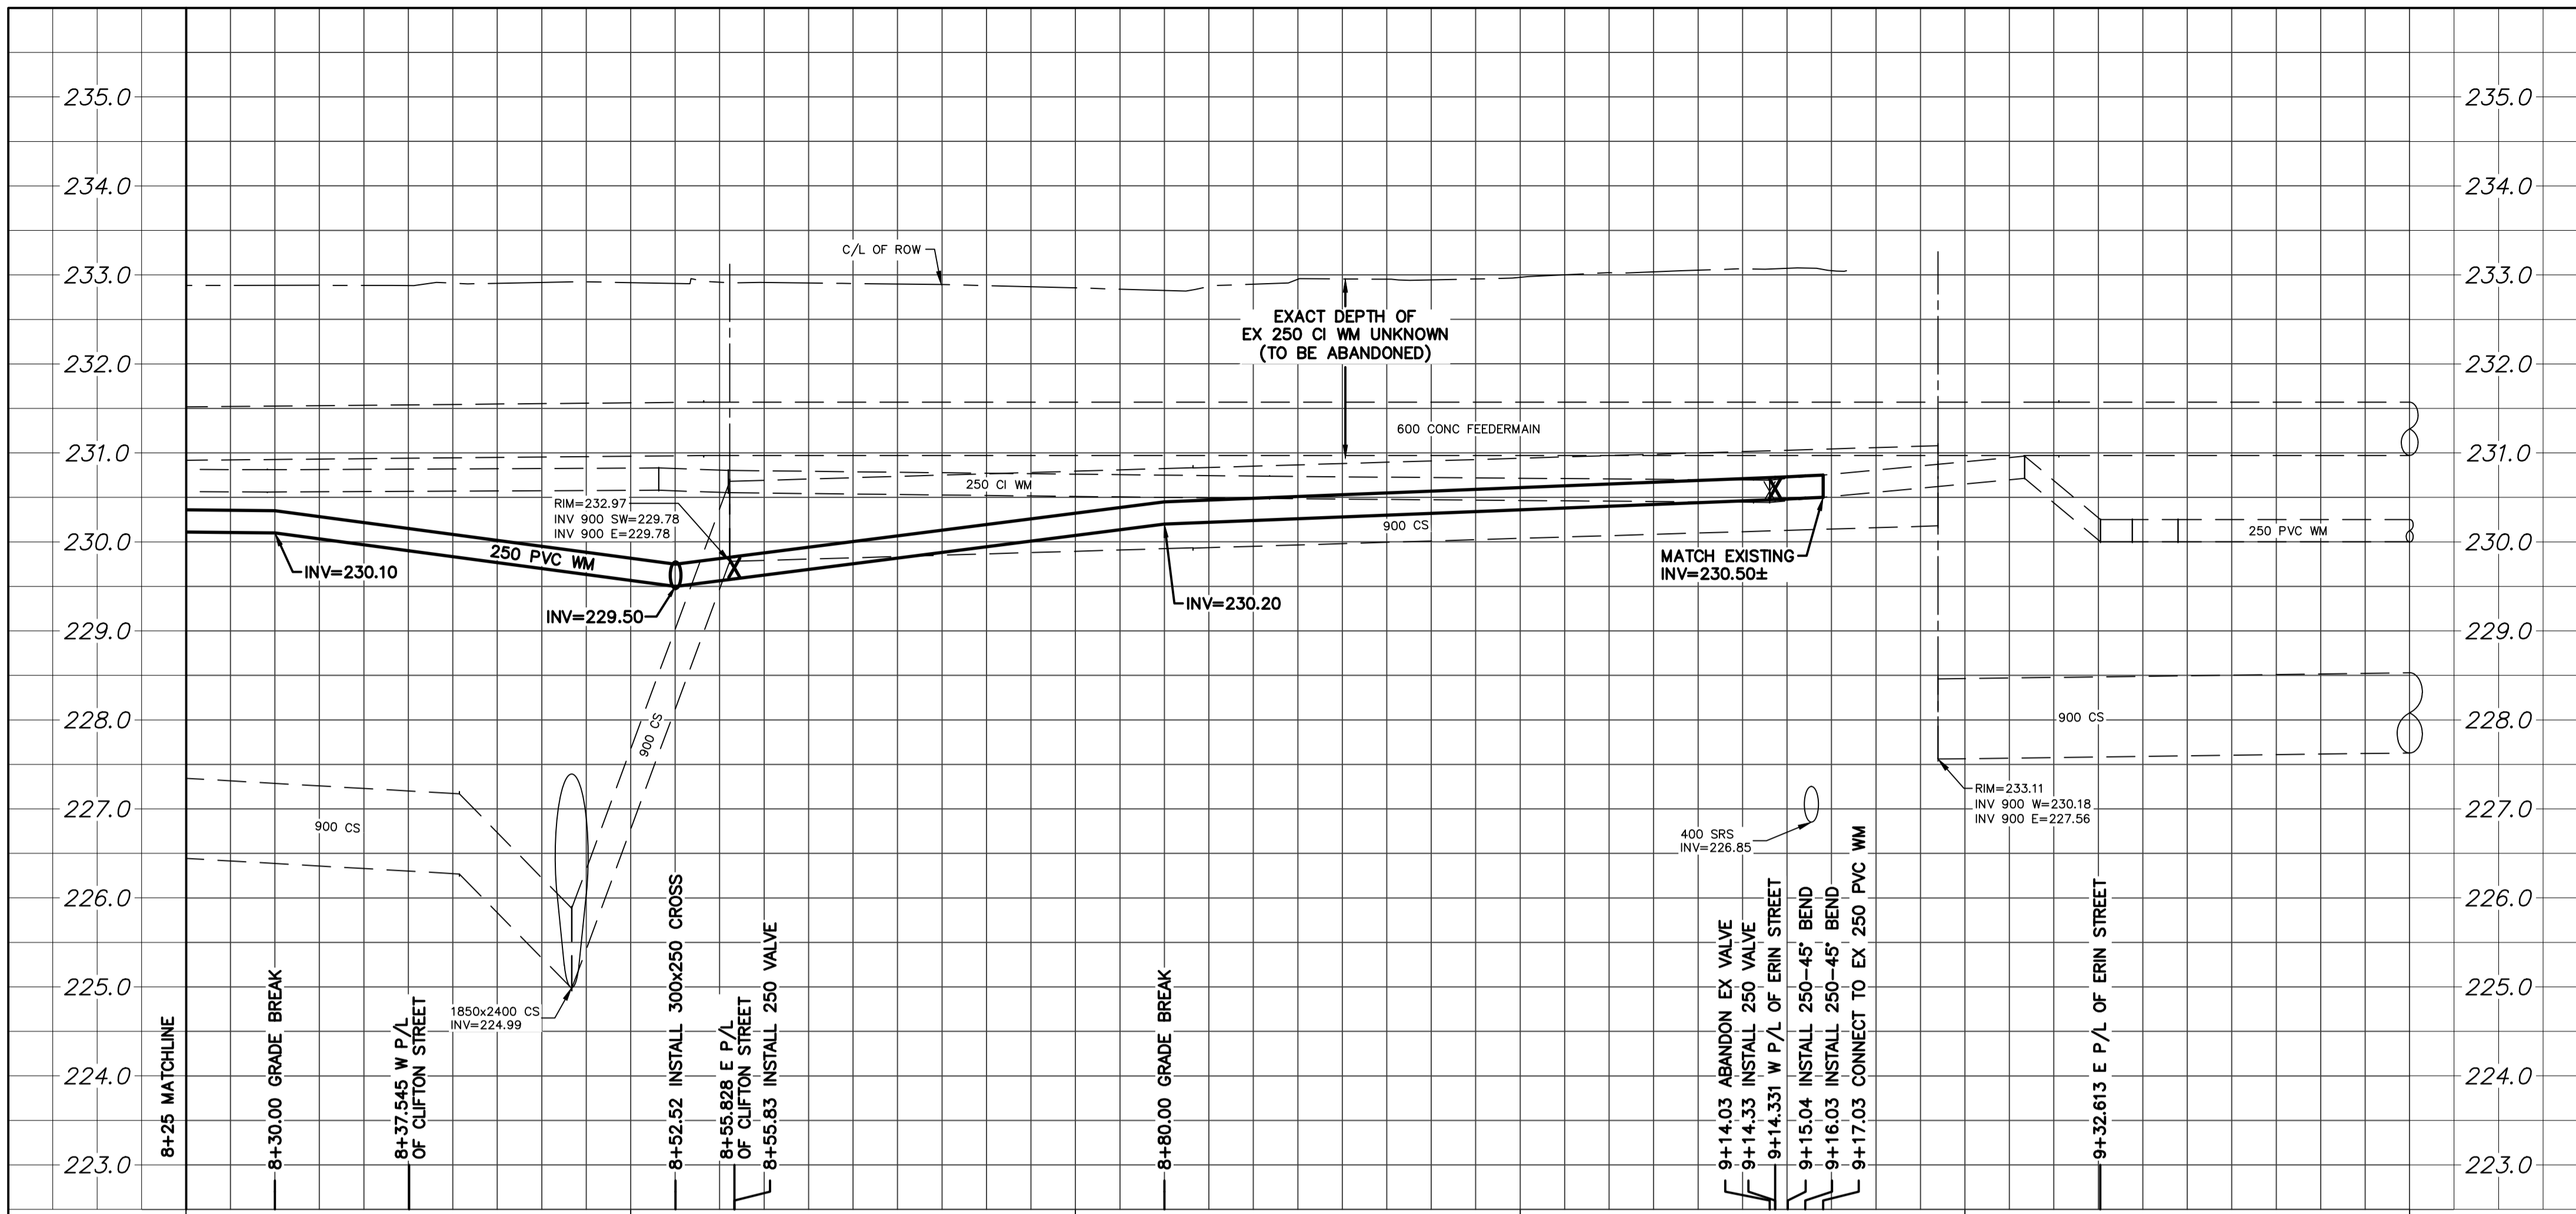 235.0
235.0
234.0
234.0
C/L OF ROW
233.0
233.0
EXACT DEPTH OF
EX 250 CI WM UNKNOWN
(TO BE ABANDONED)
232.0
232.0
600 CONC FEEDERMAIN
231.0
231.0
250 CI WM
RIM=232.97
INV 900 SW=229.78
INV 900 E=229.78
900 CS
250 PVC WM
230.0
230.0
250 PVC WM
INV=230.10
MATCH EXISTING
INV=230.50±
INV=229.50
INV=230.20
229.0
229.0
900 CS
228.0
900 CS
228.0
227.0
227.0
900 CS
RIM=233.11
INV 900 W=230.18
INV 900 E=227.56
400 SRS
INV=226.85
226.0
226.0
225.0
225.0
1850x2400 CS
INV=224.99
224.0
224.0
223.0
223.0
8+25 MATCHLINE
8+30.00 GRADE BREAK
8+37.545 W P/L
OF CLIFTON STREET
8+52.52 INSTALL 300x250 CROSS
8+55.828 E P/L
OF CLIFTON STREET
8+55.83 INSTALL 250 VALVE
8+80.00 GRADE BREAK
9+14.03 ABANDON EX VALVE
9+14.33 INSTALL 250 VALVE
9+14.331 W P/L OF ERIN STREET
9+15.04 INSTALL 250-45° BEND
9+16.03 INSTALL 250-45° BEND
9+17.03 CONNECT TO EX 250 PVC WM
9+32.613 E P/L OF ERIN STREET